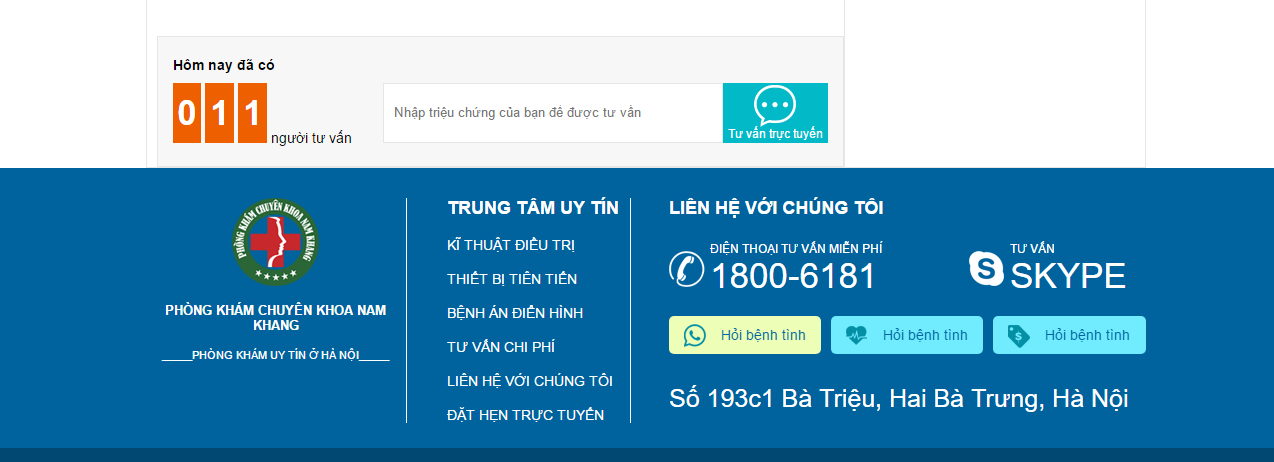 Hôm nay đã có
011 người tư vấn
Nhập triệu chứng của bạn để được tư vấn
Tư vấn trực tuyến
PHÒNG KHÁM CHUYÊN KHOA NAM KHANG
PHÒNG KHÁM CHUYÊN KHOA NAM
KHANG
_____PHÒNG KHÁM UY TÍN Ở HÀ NỘI_____
TRUNG TÂM UY TÍN
KĨ THUẬT ĐIỀU TRỊ
THIẾT BỊ TIÊN TIẾN
BỆNH ÁN ĐIỂN HÌNH
TƯ VẤN CHI PHÍ
LIÊN HỆ VỚI CHÚNG TÔI
ĐẶT HẸN TRỰC TUYẾN
LIÊN HỆ VỚI CHÚNG TÔI
ĐIỆN THOẠI TƯ VẤN MIỄN PHÍ
1800-6181
TƯ VẤN
SKYPE
Hỏi bệnh tình
Hỏi bệnh tình
Hỏi bệnh tình
Số 193c1 Bà Triệu, Hai Bà Trưng, Hà Nội